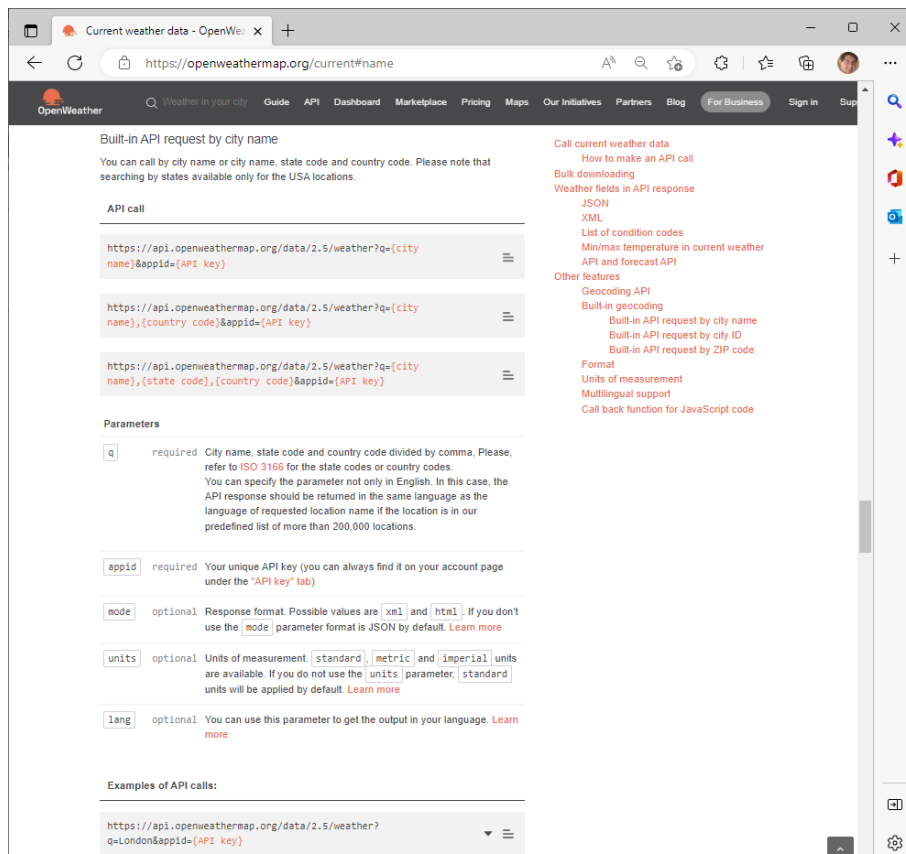 Current weather data - OpenWea
https://openweathermap.org/current#name
OpenWeather
Weather in your city
Guide
API
Dashboard
Marketplace
Pricing
Maps
Our Initiatives
Partners
Blog
For Business
Sign in
Sup
Built-in API request by city name
You can call by city name or city name, state code and country code. Please note that
searching by states available only for the USA locations.
API call
https://api.openweathermap.org/data/2.5/weather?q={city
name}&appid={API key}
https://api.openweathermap.org/data/2.5/weather?q={city
name},{country code}&appid={API key}
https://api.openweathermap.org/data/2.5/weather?q={city
name},{state code},{country code}&appid={API key}
Parameters
q required City name, state code and country code divided by comma, Please,
refer to ISO 3166 for the state codes or country codes.
You can specify the parameter not only in English. In this case, the
API response should be returned in the same language as the
language of requested location name if the location is in our
predefined list of more than 200,000 locations.
appid required Your unique API key (you can always find it on your account page
under the "API key" tab)
mode optional Response format. Possible values are xml and html. If you don't
use the mode parameter format is JSON by default. Learn more
units optional Units of measurement. standard, metric and imperial units
are available. If you do not use the units parameter, standard
units will be applied by default. Learn more
lang optional You can use this parameter to get the output in your language. Learn
more
Examples of API calls:
https://api.openweathermap.org/data/2.5/weather?
q=London&appid={API key}
Call current weather data
How to make an API call
Bulk downloading
Weather fields in API response
JSON
XML
List of condition codes
Min/max temperature in current weather
API and forecast API
Other features
Geocoding API
Built-in geocoding
Built-in API request by city name
Built-in API request by city ID
Built-in API request by ZIP code
Format
Units of measurement
Multilingual support
Call back function for JavaScript code